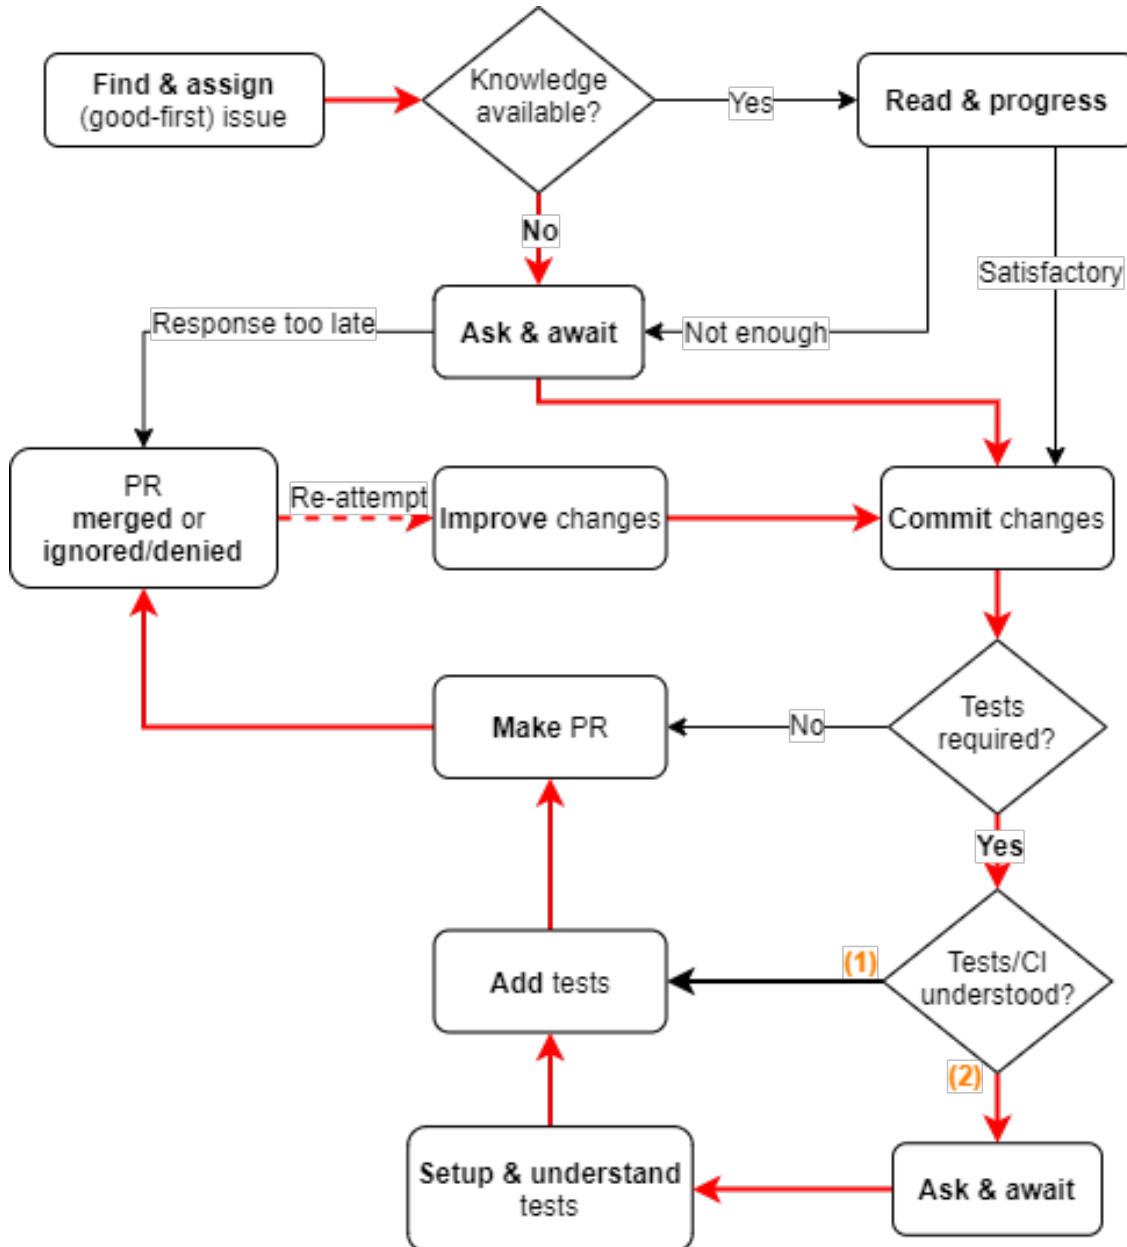 Find & assign
(good-first) issue
Knowledge
available?
Yes
Read & progress
No
Satisfactory
Response too late
Ask & await
Not enough
PR
merged or
ignored/denied
Re-attempt
Improve changes
Commit changes
Make PR
No
Tests
required?
Yes
Add tests
(1)
Tests/CI
understood?
(2)
Setup & understand
tests
Ask & await